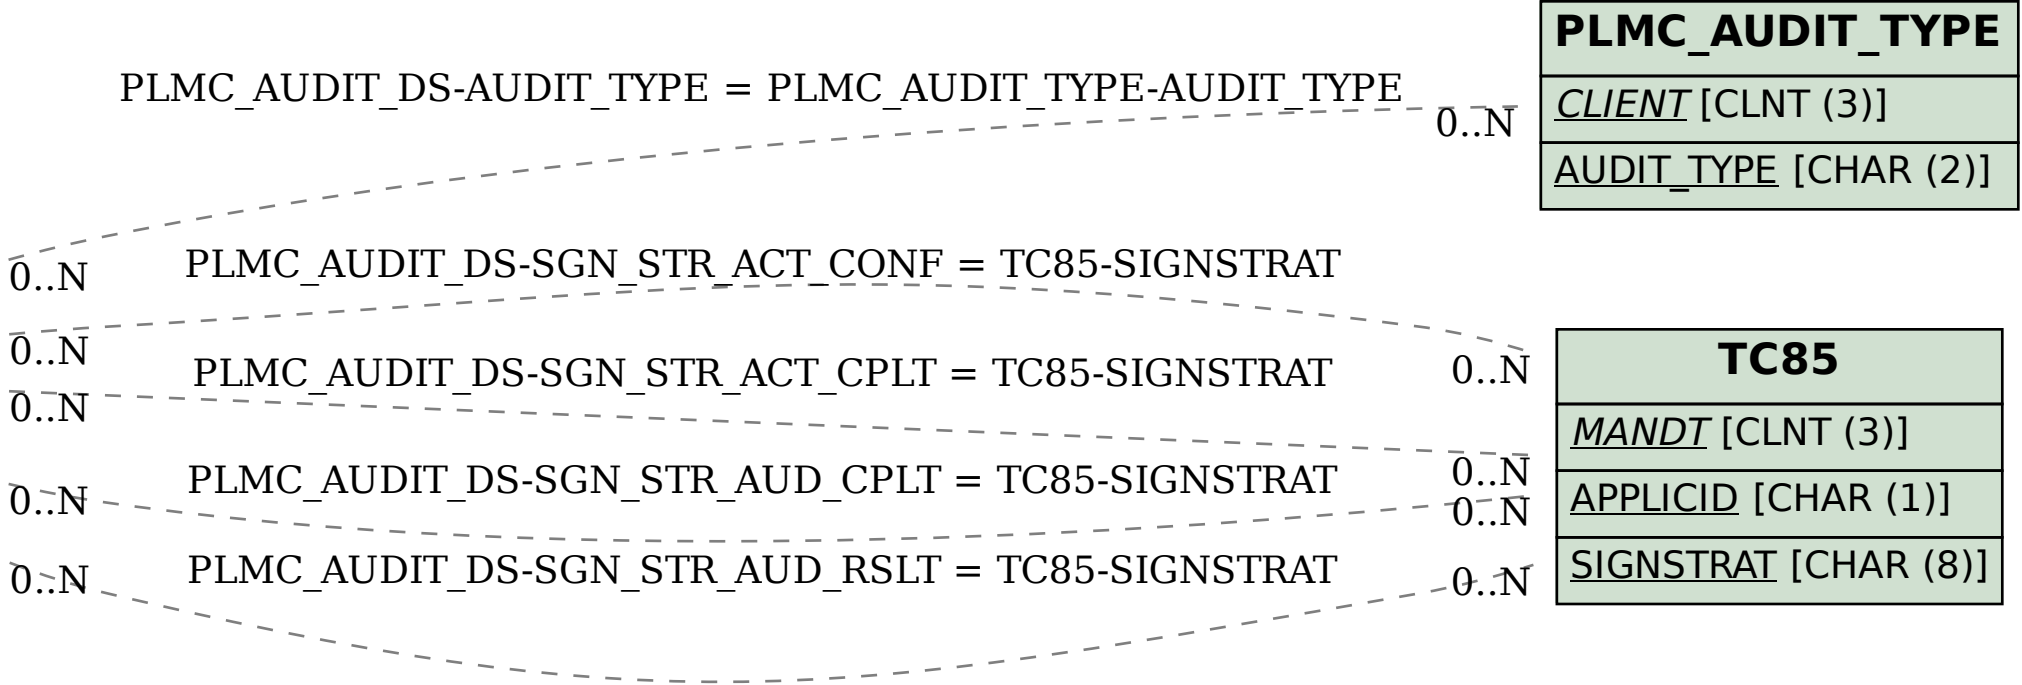 PLMC_AUDIT_TYPE
PLMC_AUDIT_DS-AUDIT_TYPE = PLMC_AUDIT_TYPE-AUDIT_TYPE
CLIENT [CLNT (3)]
0..N
AUDIT_TYPE [CHAR (2)]
0..N
PLMC_AUDIT_DS-SGN_STR_ACT_CONF = TC85-SIGNSTRAT
0..N
0..N
TC85
PLMC_AUDIT_DS-SGN_STR_ACT_CPLT = TC85-SIGNSTRAT
0..N
MANDT [CLNT (3)]
0..N
PLMC_AUDIT_DS-SGN_STR_AUD_CPLT = TC85-SIGNSTRAT
0..N
0..N
APPLICID [CHAR (1)]
0..N
PLMC_AUDIT_DS-SGN_STR_AUD_RSLT = TC85-SIGNSTRAT
0..N
SIGNSTRAT [CHAR (8)]